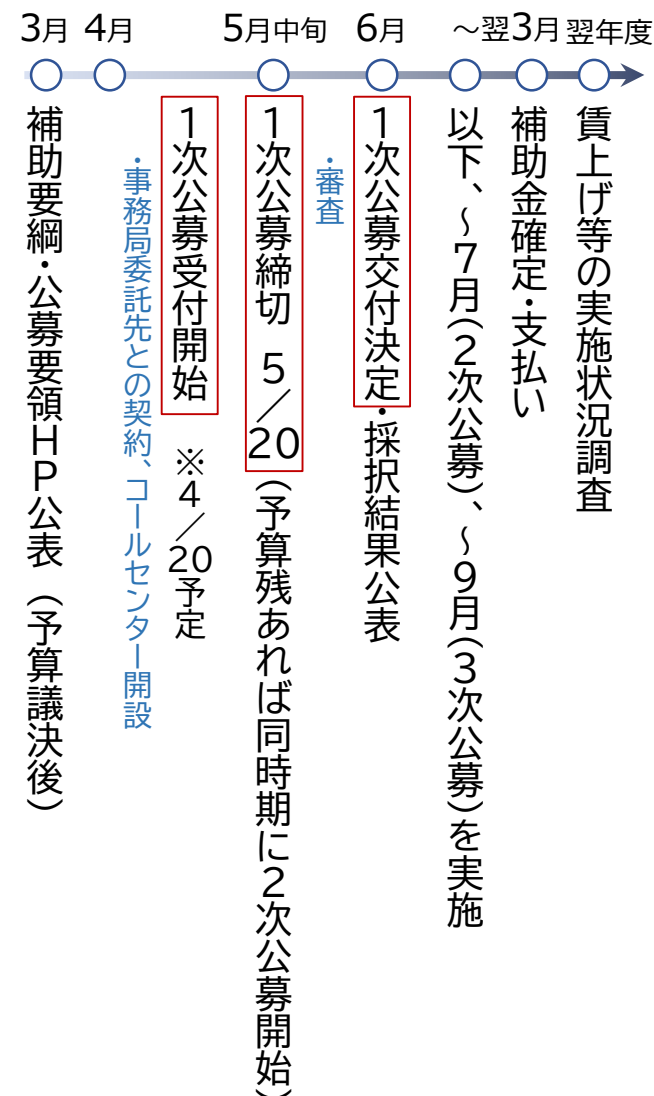 3月 4月 5月中旬 6月 ～翌3月 翌年度
補助要綱・公募要領HP公表（予算議決後）
・事務局委託先との契約、コールセンター開設
1次公募受付開始 ※4／20予定
1次公募締切 5／20（予算残あれば同時期に2次公募開始）
・審査
1次公募交付決定・採択結果公表
以下、～7月(2次公募)、～9月(3次公募)を実施
補助金確定・支払い
賃上げ等の実施状況調査